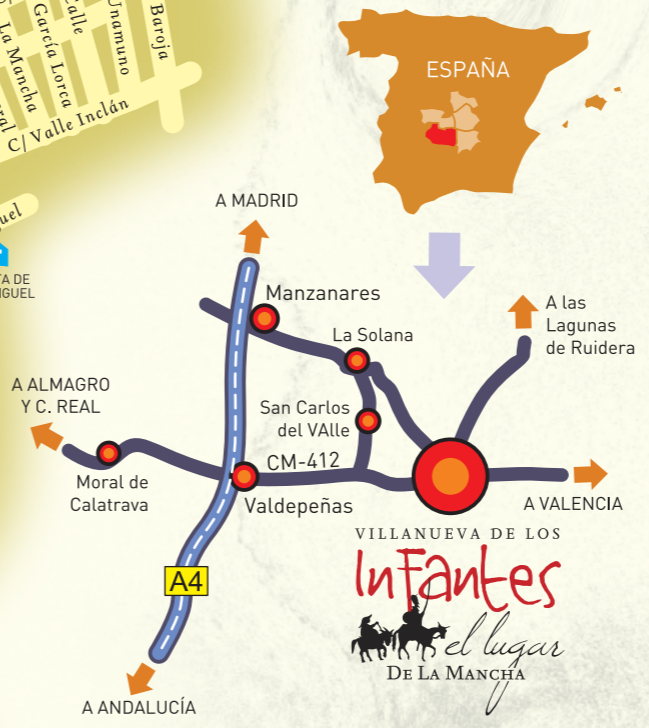 La Mancha
García Lorca
Calle
Unamuno
Baroja
C/ Valle Inclán
ESPAÑA
A MADRID
Manzanares
La Solana
A las
Lagunas
de Ruidera
A ALMAGRO
Y C. REAL
San Carlos
del VAlle
Moral de
Calatrava
CM-412
Valdepeñas
A VALENCIA
A4
A ANDALUCÍA
VILLANUEVA DE LOS
InFantes
el lugar
DE LA MANCHA